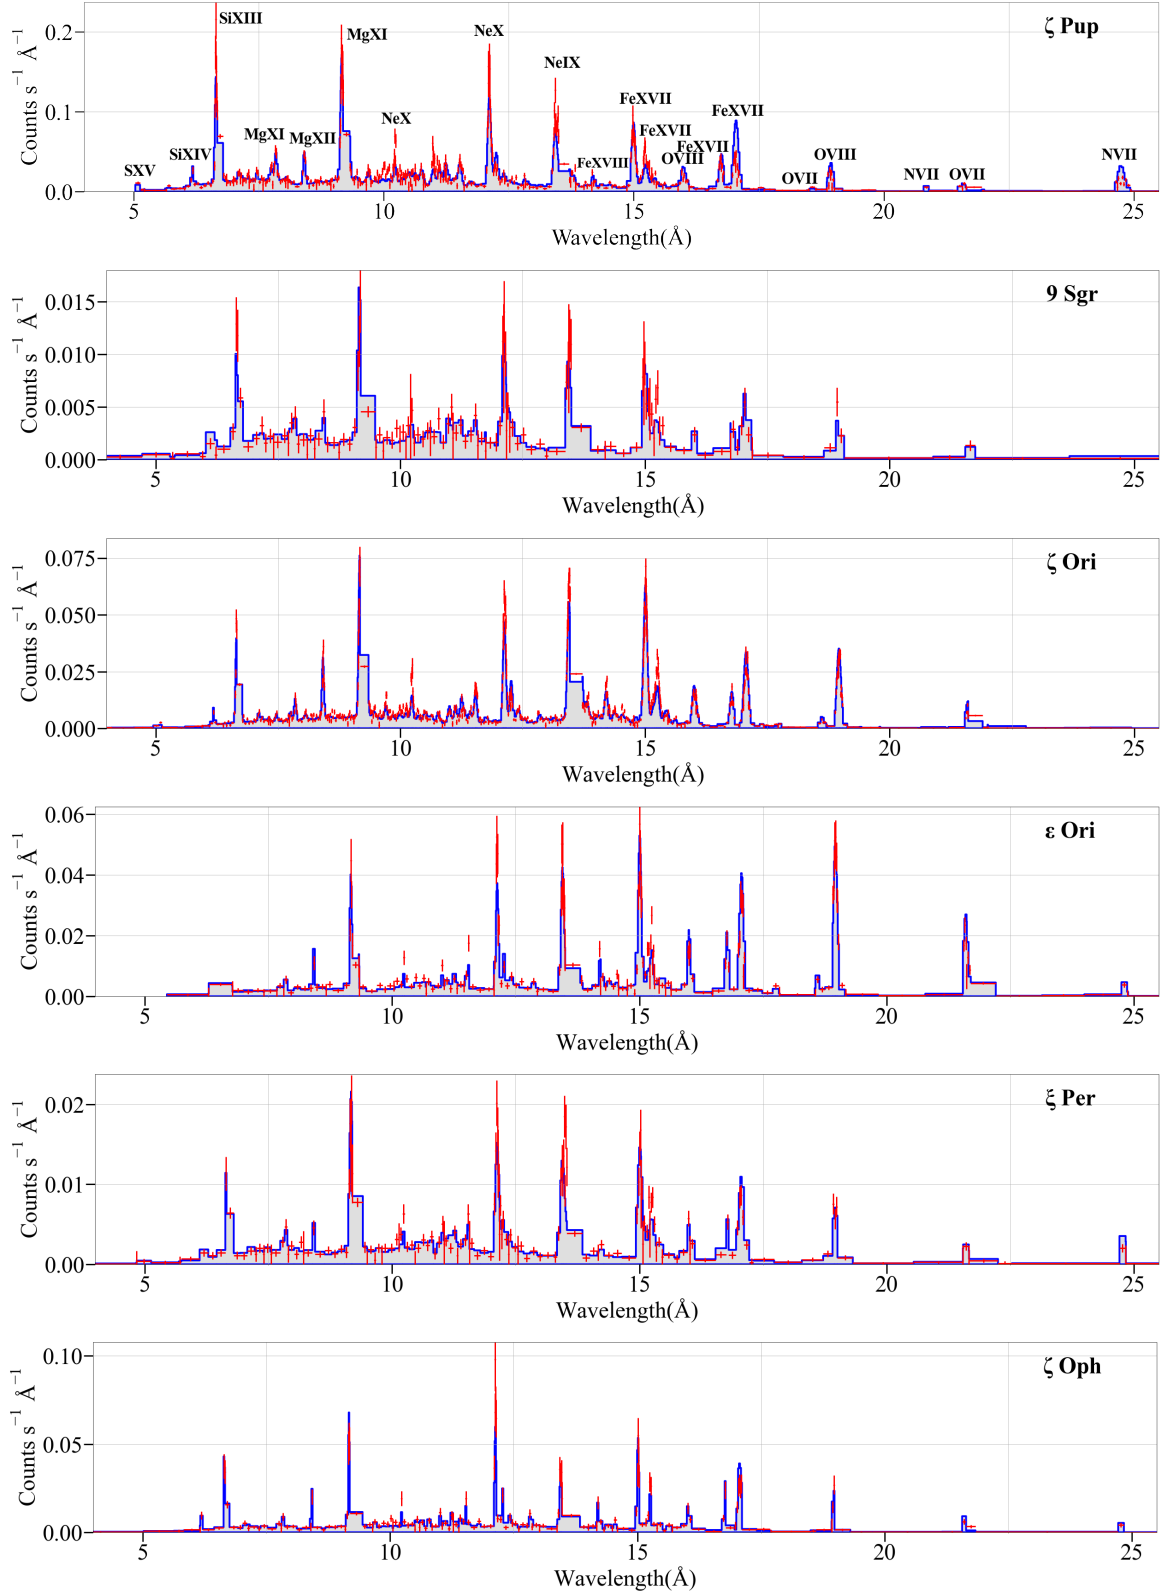 ζ Pup
SiXIII
MgXI
NeX
NeIX
FeXVII
FeXVII
FeXVII
FeXVII
NeX
MgXI
MgXII
SiXIV
SXV
FeXVIII
OVIII
OVII
OVIII
NVII
OVII
NVII
Counts s⁻¹ Å⁻¹
0.2
0.1
0.0
5 10 15 20 25
Wavelength(Å)
9 Sgr
Counts s⁻¹ Å⁻¹
0.015
0.010
0.005
0.000
5 10 15 20 25
Wavelength(Å)
ζ Ori
Counts s⁻¹ Å⁻¹
0.075
0.050
0.025
0.000
5 10 15 20 25
Wavelength(Å)
ε Ori
Counts s⁻¹ Å⁻¹
0.06
0.04
0.02
0.00
5 10 15 20 25
Wavelength(Å)
ξ Per
Counts s⁻¹ Å⁻¹
0.02
0.01
0.00
5 10 15 20 25
Wavelength(Å)
ζ Oph
Counts s⁻¹ Å⁻¹
0.10
0.05
0.00
5 10 15 20 25
Wavelength(Å)